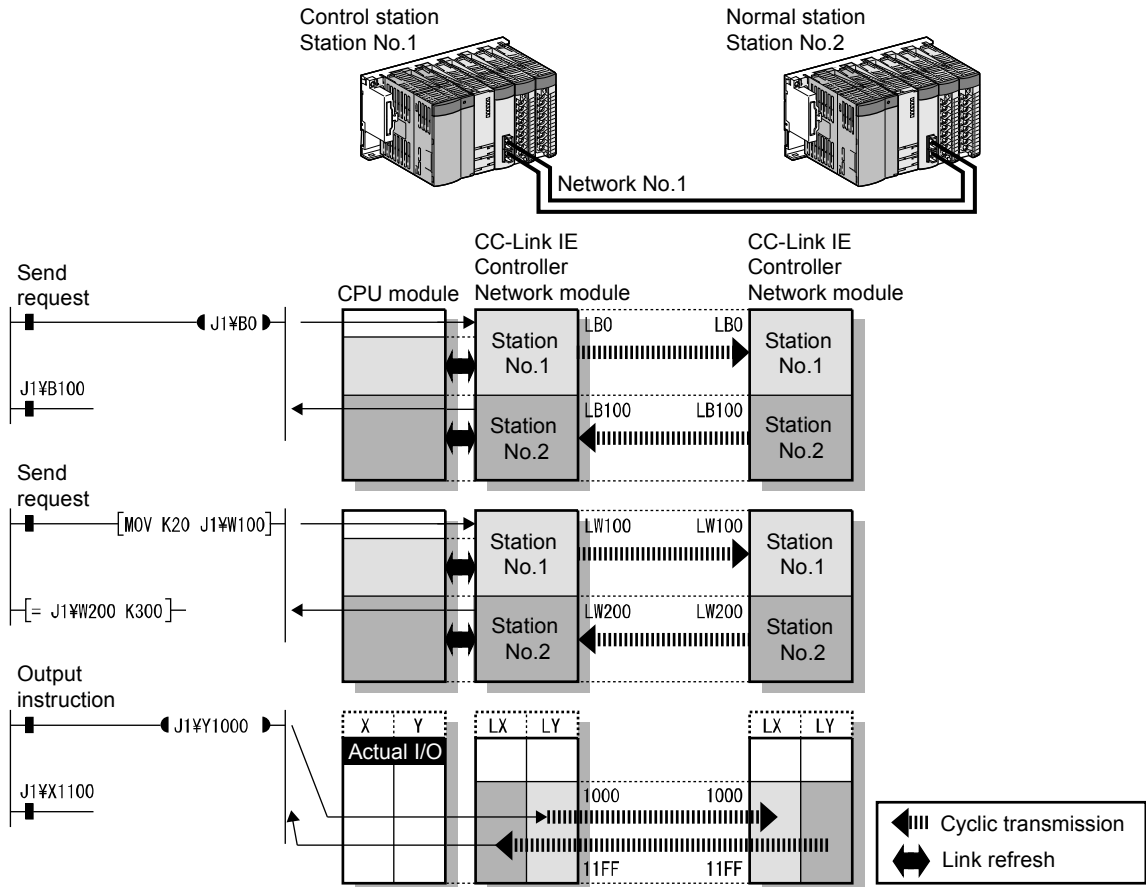 Control station
Station No.1
Normal station
Station No.2
Network No.1
Send
request
CPU module
CC-Link IE
Controller
Network module
CC-Link IE
Controller
Network module
J1¥B0
J1¥B100
Station
No.1
LB0
LB0
Station
No.1
Station
No.2
LB100
LB100
Station
No.2
Send
request
MOV K20 J1¥W100
= J1¥W200 K300
Station
No.1
LW100
LW100
Station
No.1
Station
No.2
LW200
LW200
Station
No.2
Output
instruction
J1¥Y1000
J1¥X1100
X Y
Actual I/O
LX LY
LX LY
1000 1000
11FF 11FF
Cyclic transmission
Link refresh